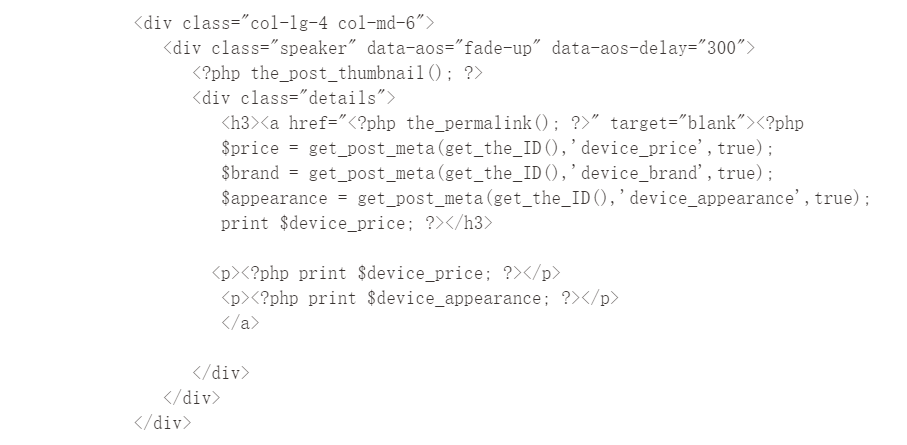 <div class="col-lg-4 col-md-6">
<div class="speaker" data-aos="fade-up" data-aos-delay="300">
<?php the_post_thumbnail(); ?>
<div class="details">
<h3><a href="<?php the_permalink(); ?>" target="blank"><?php
$price = get_post_meta(get_the_ID(),'device_price',true);
$brand = get_post_meta(get_the_ID(),'device_brand',true);
$appearance = get_post_meta(get_the_ID(),'device_appearance',true);
print $device_price; ?></h3>
<p><?php print $device_price; ?></p>
<p><?php print $device_appearance; ?></p>
</a>
</div>
</div>
</div>